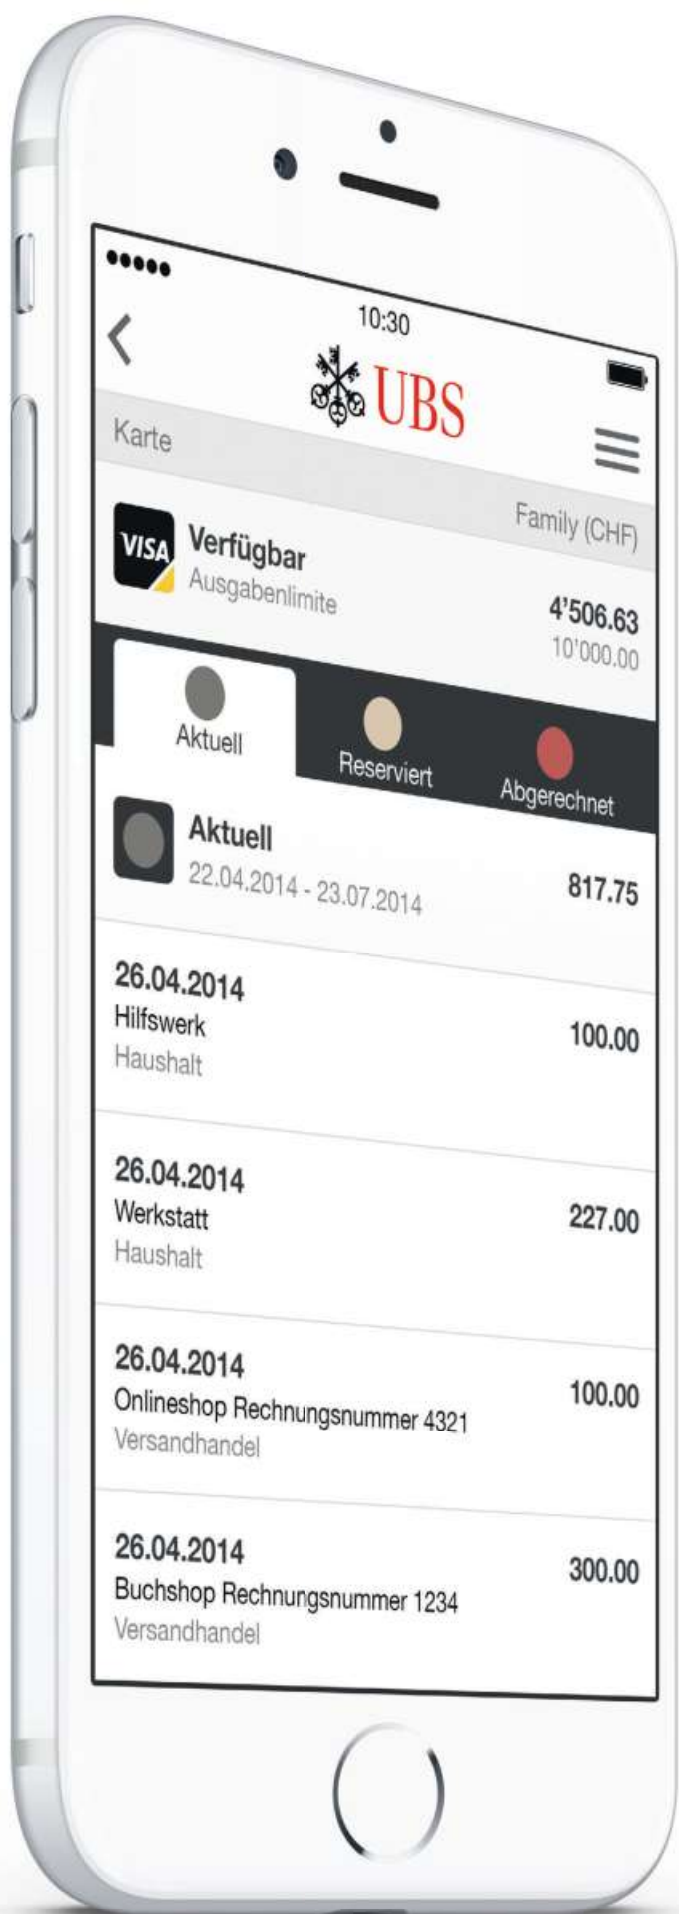 10:30
UBS
Karte
Family (CHF)
VISA
Verfügbar
4'506.63
Ausgabenlimite
10'000.00
Aktuell
Reserviert
Abgerechnet
Aktuell
817.75
22.04.2014 - 23.07.2014
26.04.2014
Hilfswerk
100.00
Haushalt
26.04.2014
Werkstatt
227.00
Haushalt
26.04.2014
Onlineshop Rechnungsnummer 4321
100.00
Versandhandel
26.04.2014
Buchshop Rechnungsnummer 1234
300.00
Versandhandel